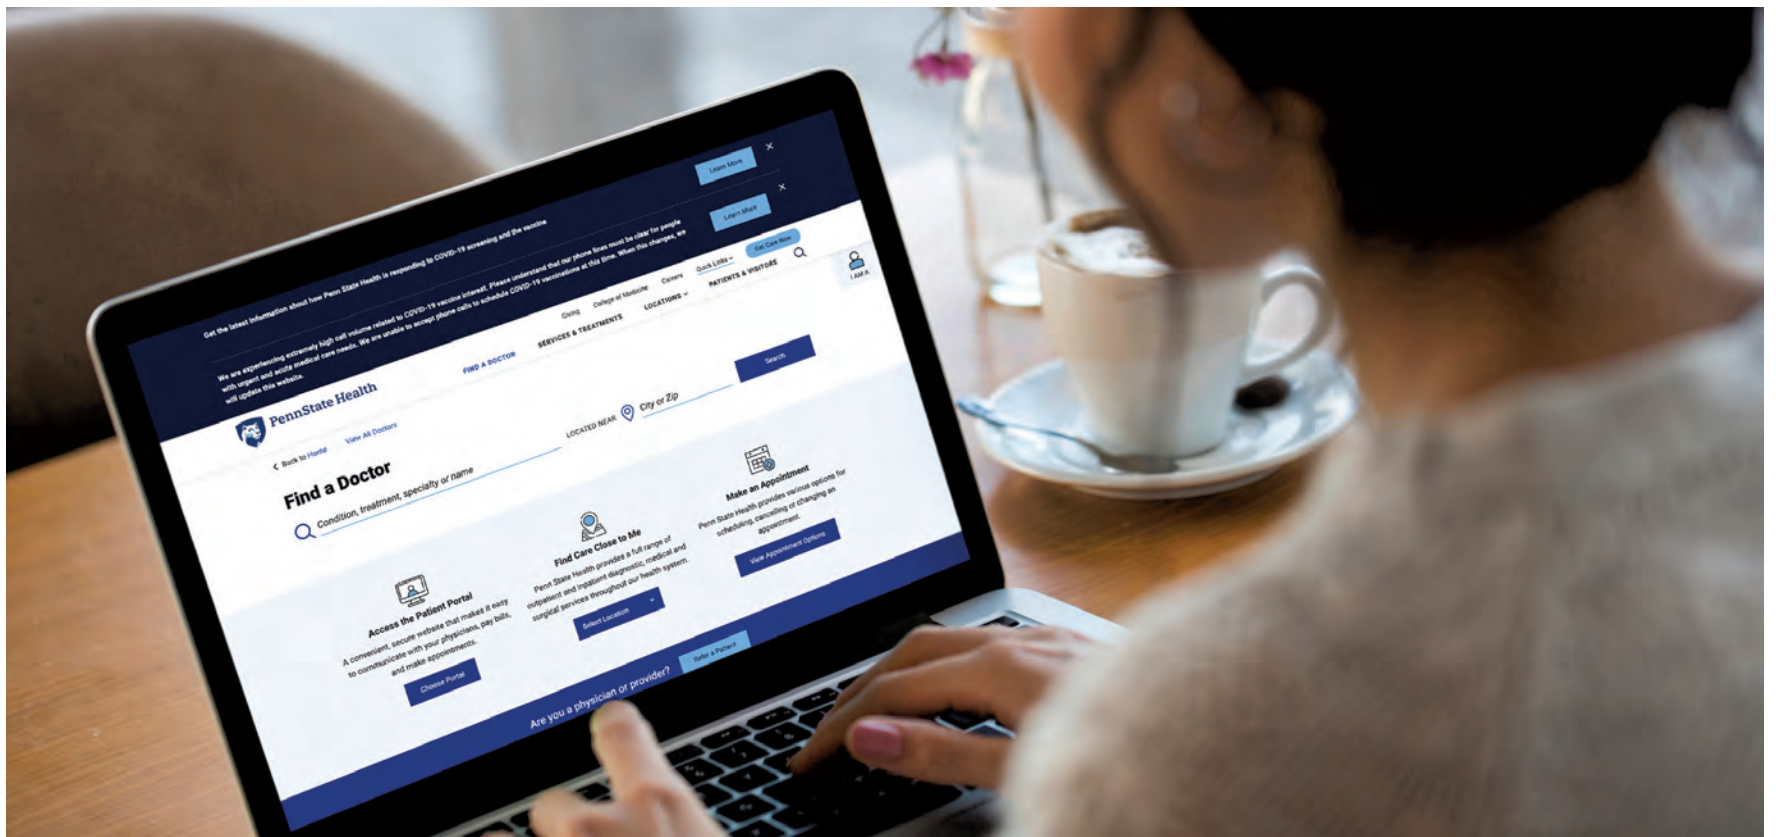 Get the latest information about how Penn State Health is responding to COVID-19 screening and the vaccine
Learn More
We are experiencing extremely high call volume related to COVID-19 vaccine interest. Please understand that our phone lines must be clear for people
with urgent and acute medical care needs. We are unable to accept phone calls to schedule COVID-19 vaccinations at this time. When this changes, we
will update this website.
Learn More
PennState Health
Giving College of Medicine Careers Quick Links Get Care Now
FIND A DOCTOR SERVICES & TREATMENTS LOCATIONS PATIENTS & VISITORS
I AM A
Back to Home View All Doctors
Find a Doctor
Condition, treatment, specialty or name
LOCATED NEAR City or Zip
Search
Access the Patient Portal
A convenient, secure website that makes it easy
to communicate with your physicians, pay bills,
and make appointments.
Choose Portal
Find Care Close to Me
Penn State Health provides a full range of
outpatient and inpatient diagnostic, medical and
surgical services throughout our health system.
Select Location
Make an Appointment
Penn State Health provides various options for
scheduling, cancelling or changing an
appointment.
View Appointment Options
Are you a physician or provider? Refer a Patient